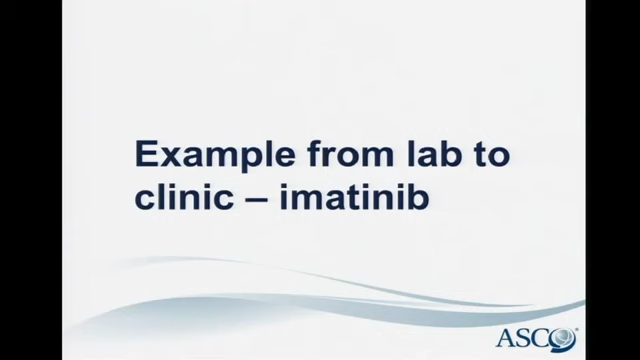 Example from lab to
clinic – imatinib
ASCO